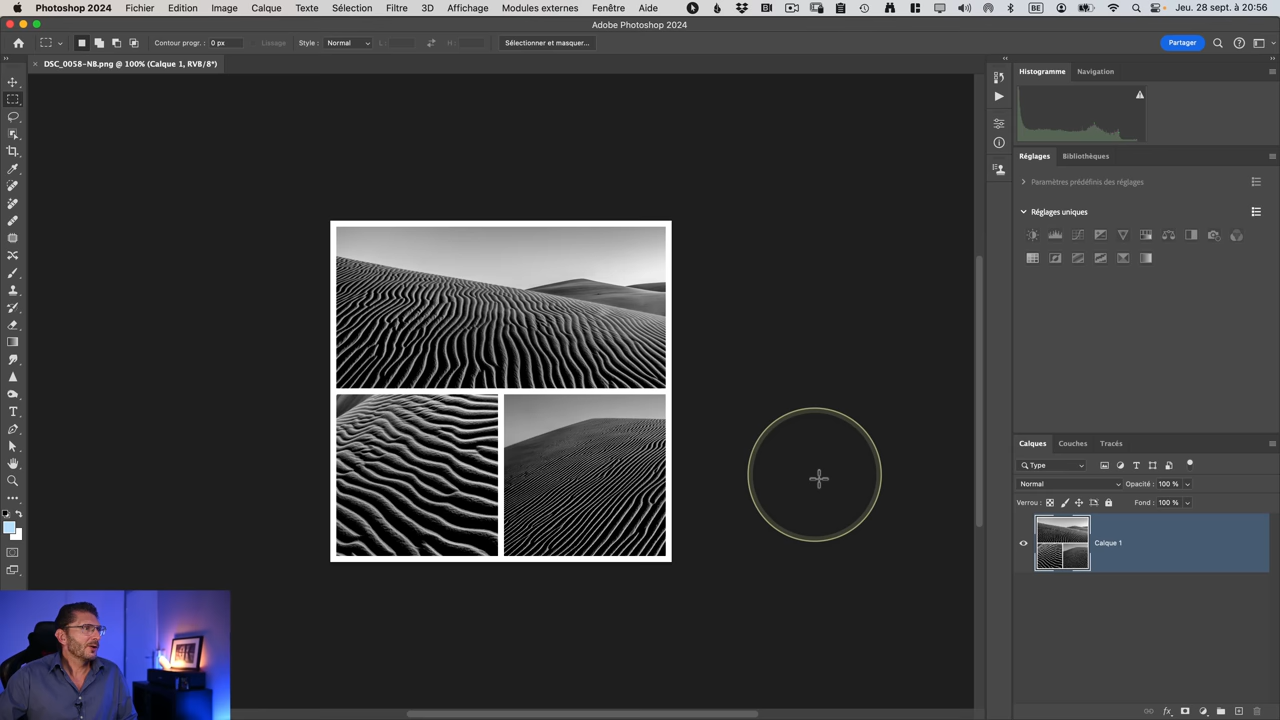 Photoshop 2024 Fichier Edition Image Calque Texte Sélection Filtre 3D Affichage Modules externes Fenêtre Aide BE Jeu. 28 sept. à 20:56
Adobe Photoshop 2024
Contour progr. : 0 px Lissage Style : Normal L : H : Sélectionner et masquer... Partager
DSC_0058-NB.png @ 100% (Calque 1, RVB/8*)
Histogramme Navigation
Réglages Bibliothèques
Paramètres prédéfinis des réglages
Réglages uniques
Calques Couches Tracés
Type
Normal Opacité : 100 %
Verrou : Fond : 100 %
Calque 1
fx